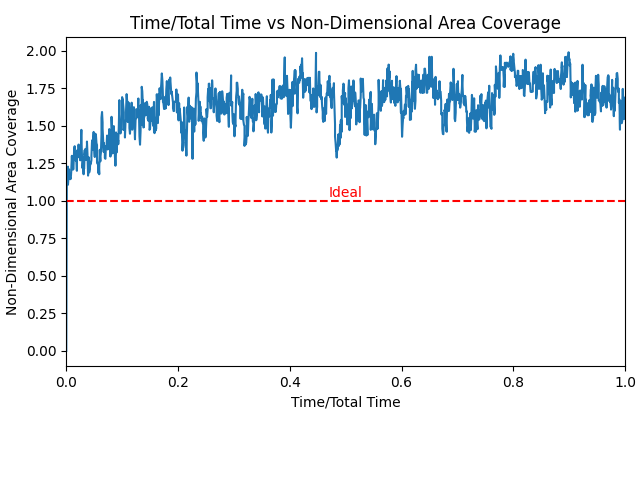 Time/Total Time vs Non-Dimensional Area Coverage
Non-Dimensional Area Coverage
2.00
1.75
1.50
1.25
1.00
0.75
0.50
0.25
0.00
Ideal
0.0 0.2 0.4 0.6 0.8 1.0
Time/Total Time